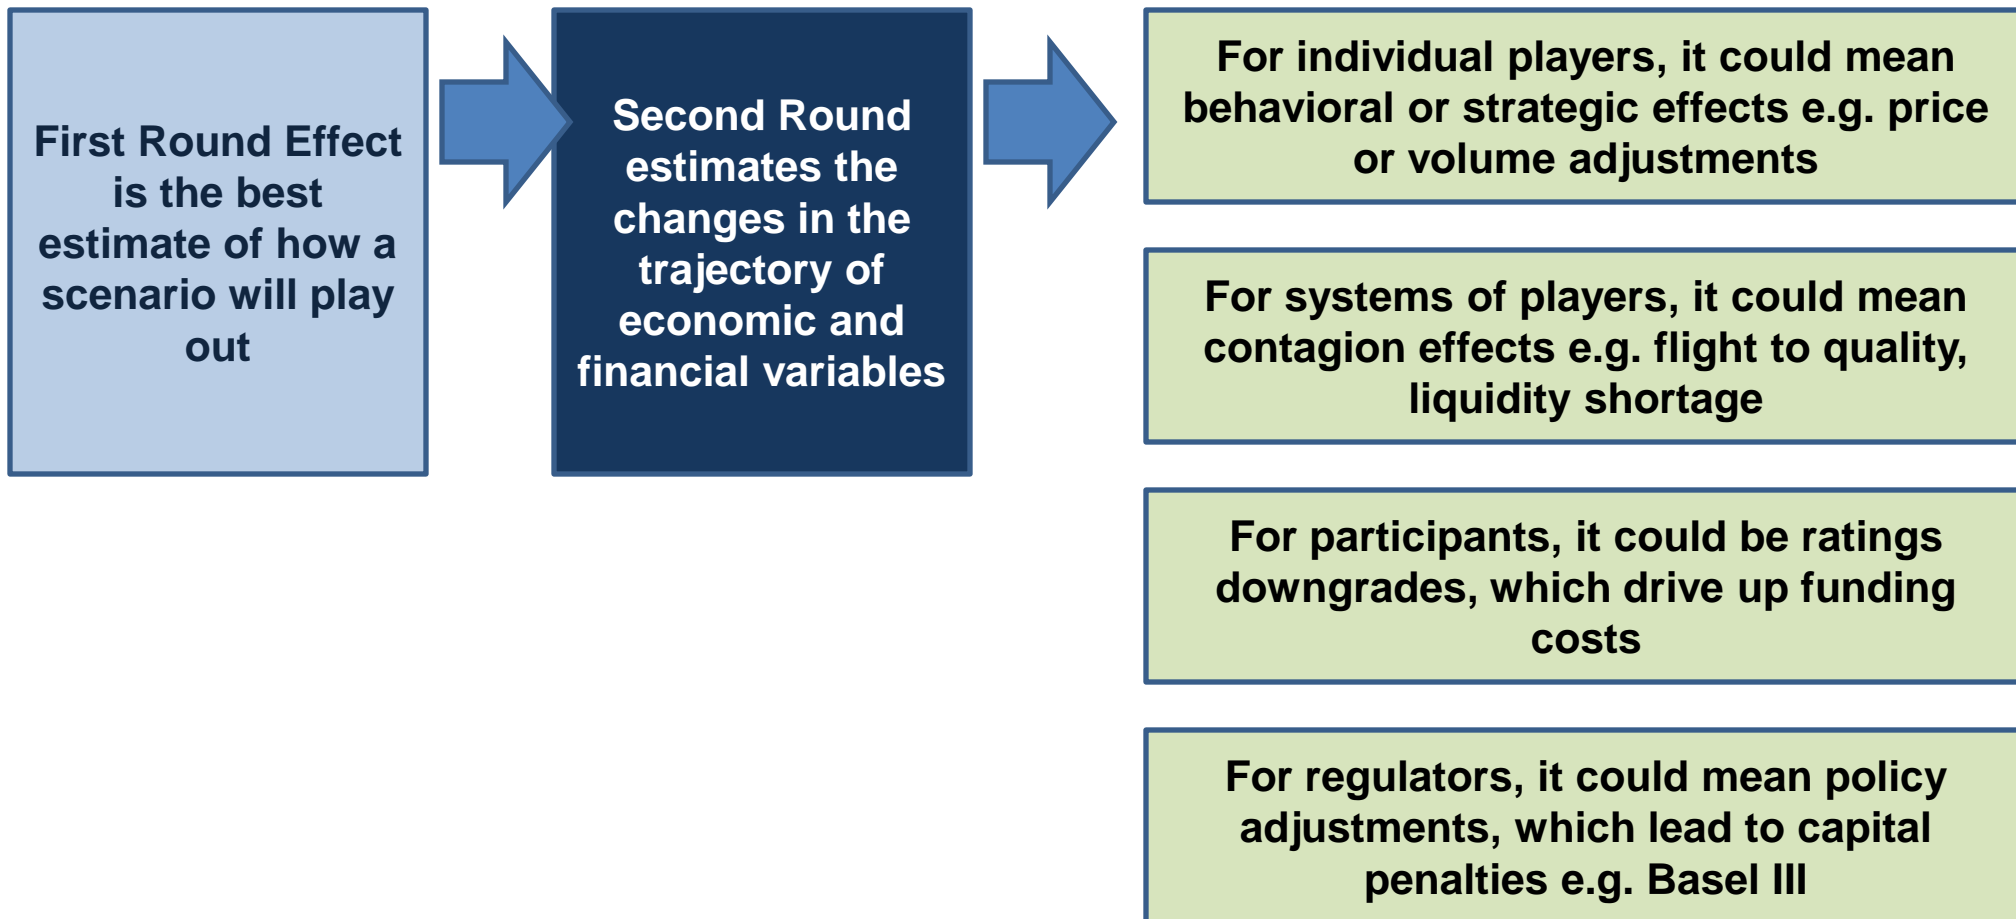 First Round Effect
is the best
estimate of how a
scenario will play
out
Second Round
estimates the
changes in the
trajectory of
economic and
financial variables
For individual players, it could mean
behavioral or strategic effects e.g. price
or volume adjustments
For systems of players, it could mean
contagion effects e.g. flight to quality,
liquidity shortage
For participants, it could be ratings
downgrades, which drive up funding
costs
For regulators, it could mean policy
adjustments, which lead to capital
penalties e.g. Basel III